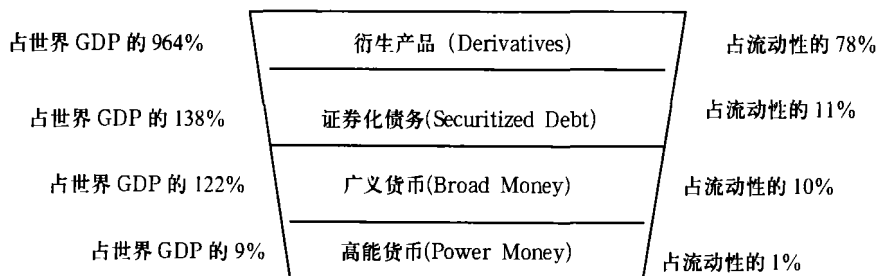 占世界 GDP 的 964% 衍生产品 (Derivatives) 占流动性的 78%
占世界 GDP 的 138% 证券化债务(Securitized Debt) 占流动性的 11%
占世界 GDP 的 122% 广义货币(Broad Money) 占流动性的 10%
占世界 GDP 的 9% 高能货币(Power Money) 占流动性的 1%